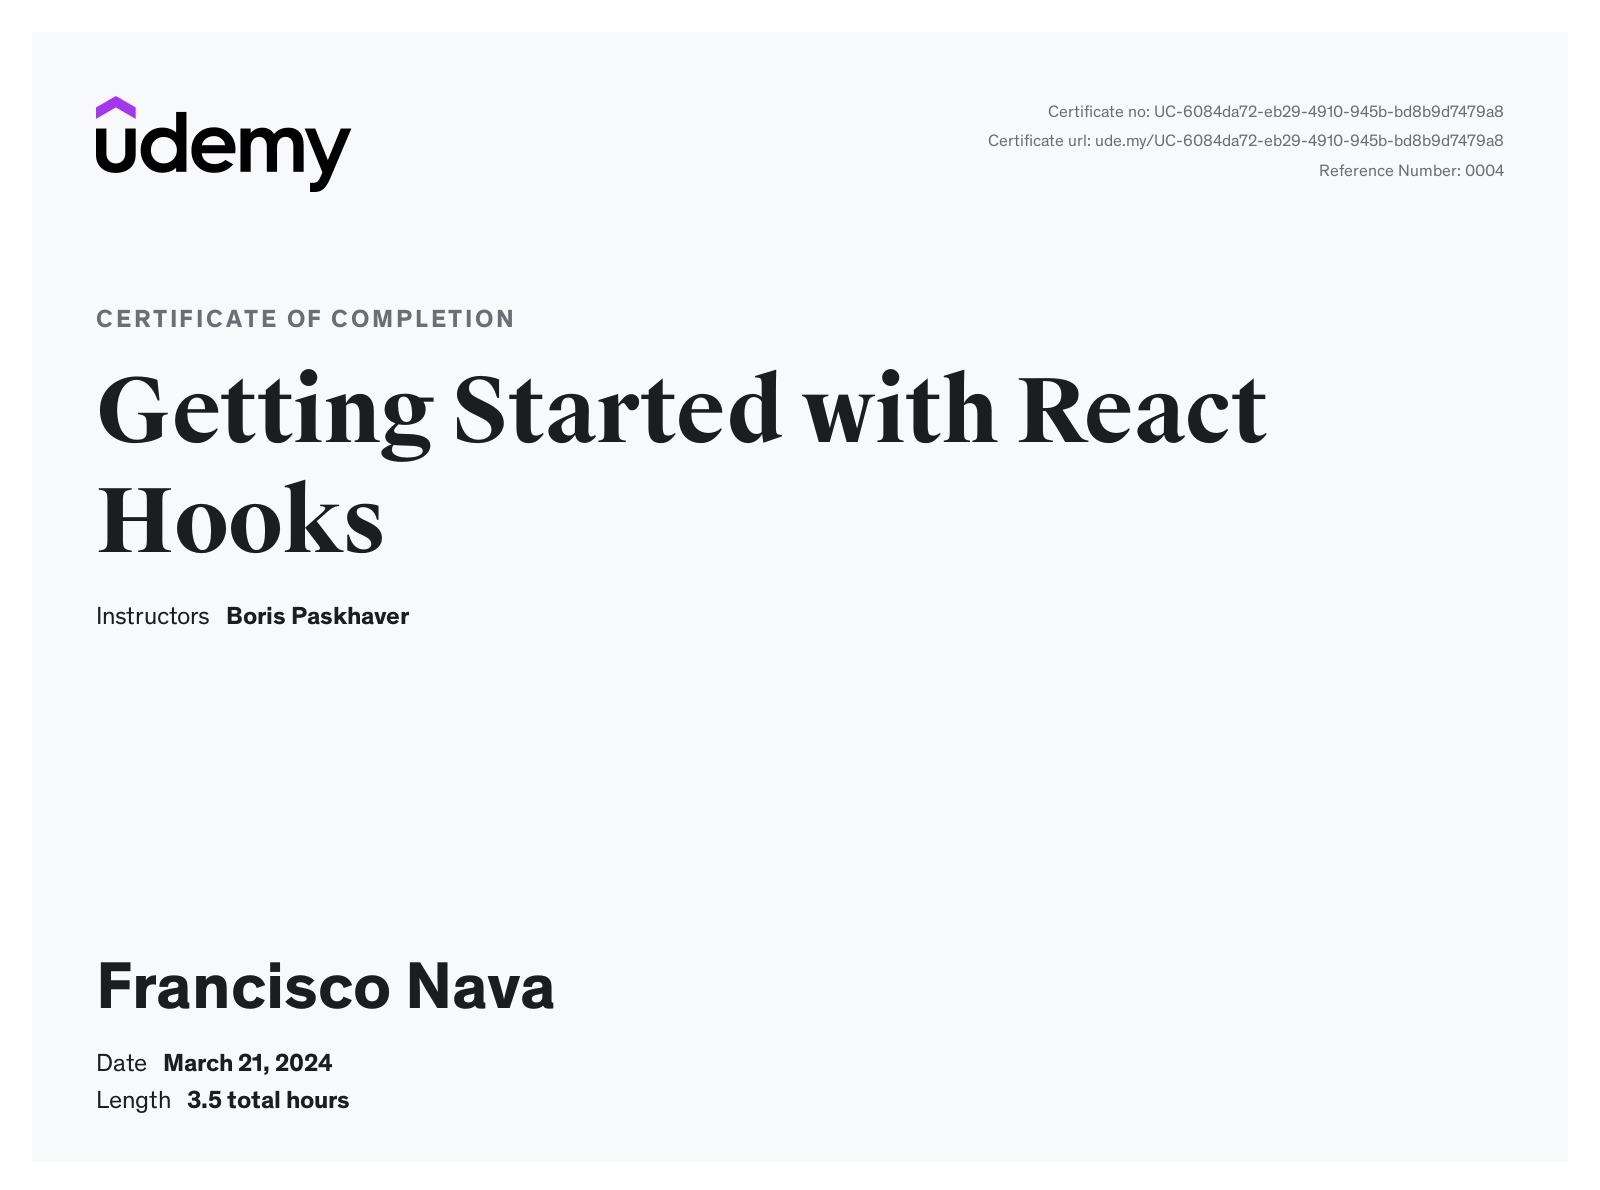 udemy
Certificate no: UC-6084da72-eb29-4910-945b-bd8b9d7479a8
Certificate url: ude.my/UC-6084da72-eb29-4910-945b-bd8b9d7479a8
Reference Number: 0004
CERTIFICATE OF COMPLETION
Getting Started with React
Hooks
Instructors Boris Paskhaver
Francisco Nava
Date March 21, 2024
Length 3.5 total hours